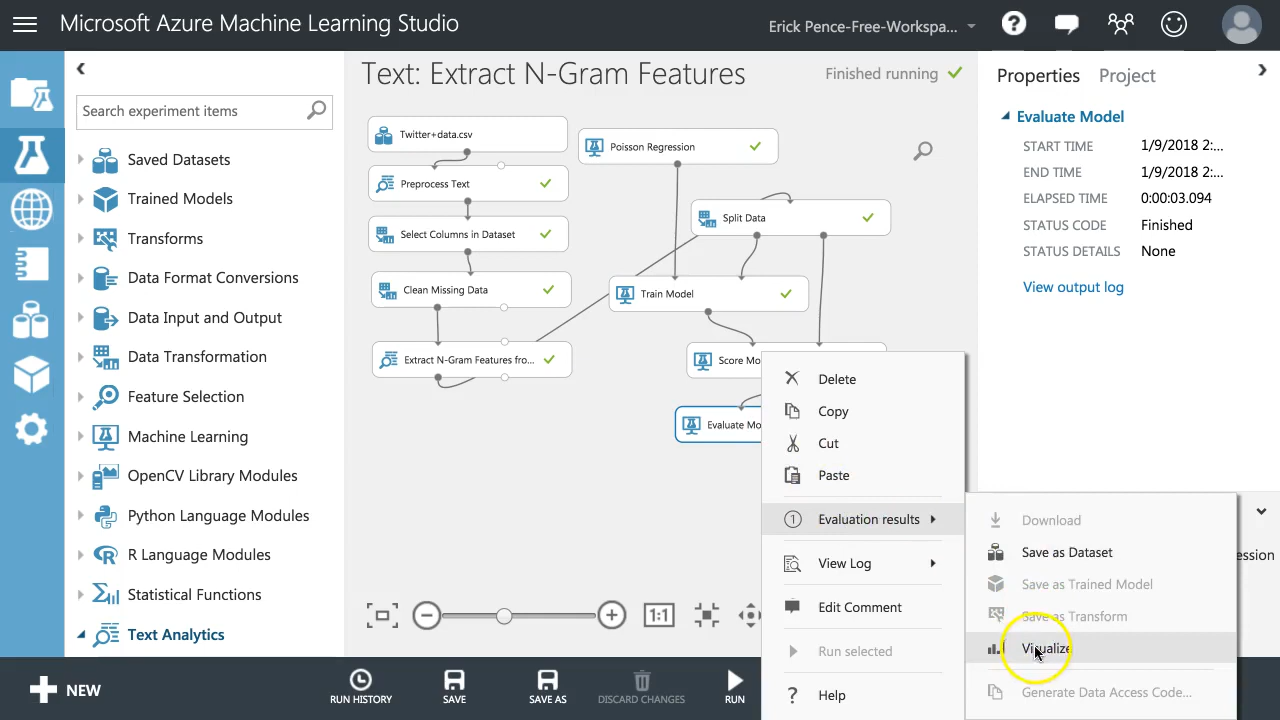 Microsoft Azure Machine Learning Studio
Erick Pence-Free-Workspa...
Search experiment items
Saved Datasets
Trained Models
Transforms
Data Format Conversions
Data Input and Output
Data Transformation
Feature Selection
Machine Learning
OpenCV Library Modules
Python Language Modules
R Language Modules
Statistical Functions
Text Analytics
Text: Extract N-Gram Features
Finished running
Twitter+data.csv
Poisson Regression
Preprocess Text
Split Data
Select Columns in Dataset
Clean Missing Data
Train Model
Extract N-Gram Features fro...
Score Mo
Evaluate Mo
Delete
Copy
Cut
Paste
1 Evaluation results
View Log
Edit Comment
Run selected
? Help
Download
Save as Dataset
Save as Trained Model
Save as Transform
Visualize
Generate Data Access Code...
Properties
Project
Evaluate Model
START TIME 1/9/2018 2:...
END TIME 1/9/2018 2:...
ELAPSED TIME 0:00:03.094
STATUS CODE Finished
STATUS DETAILS None
View output log
ession
1:1
NEW
RUN HISTORY
SAVE
SAVE AS
DISCARD CHANGES
RUN